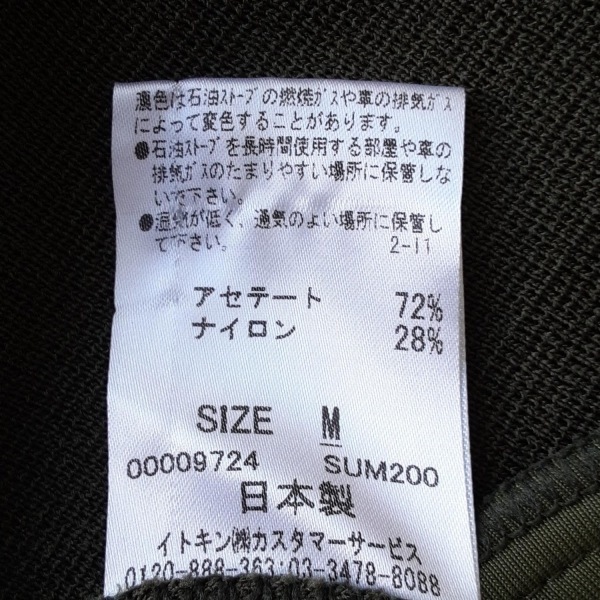 濃色は石油ｽﾄｰﾌﾞの燃焼ｶﾞｽや車の排気ｶﾞｽ
によって変色することがあります。
●石油ｽﾄｰﾌﾞを長時間使用する部屋や車の
排気ｶﾞｽのたまりやすい場所に保管しな
いで下さい。
●湿気が低く、通気のよい場所に保管し
て下さい。 2-11
アセテート 72%
ナイロン 28%
SIZE M
00009724 SUM200
日本製
イトキン㈱カスタマーサービス
0120-888-363:03-3478-8088